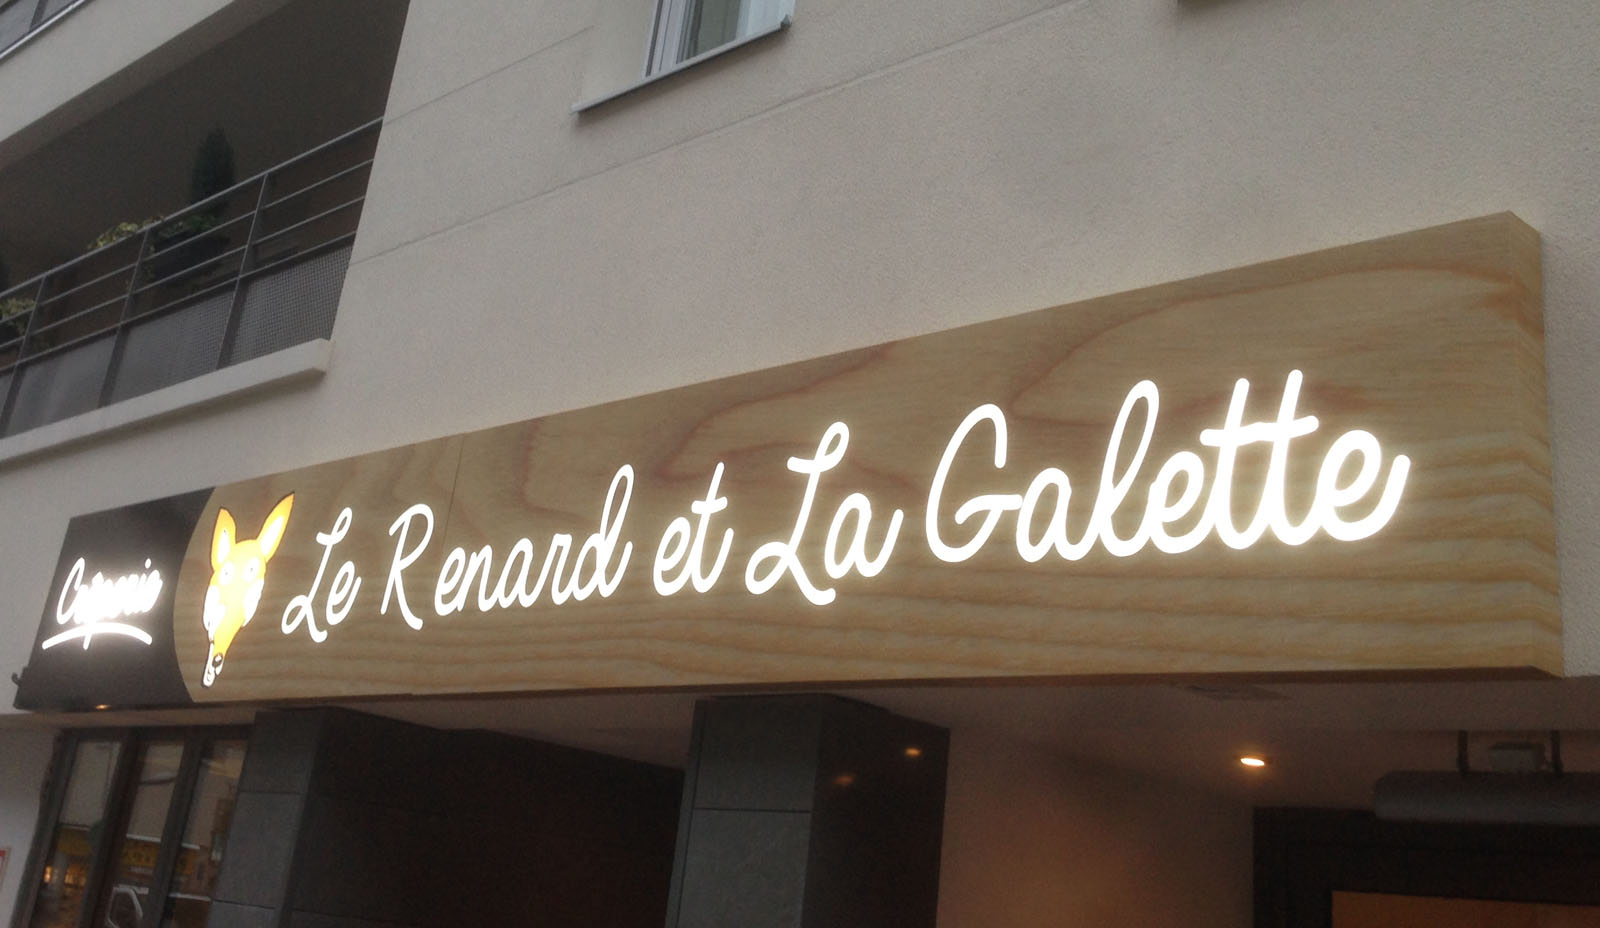 Crêperie
Le Renard et La Galette